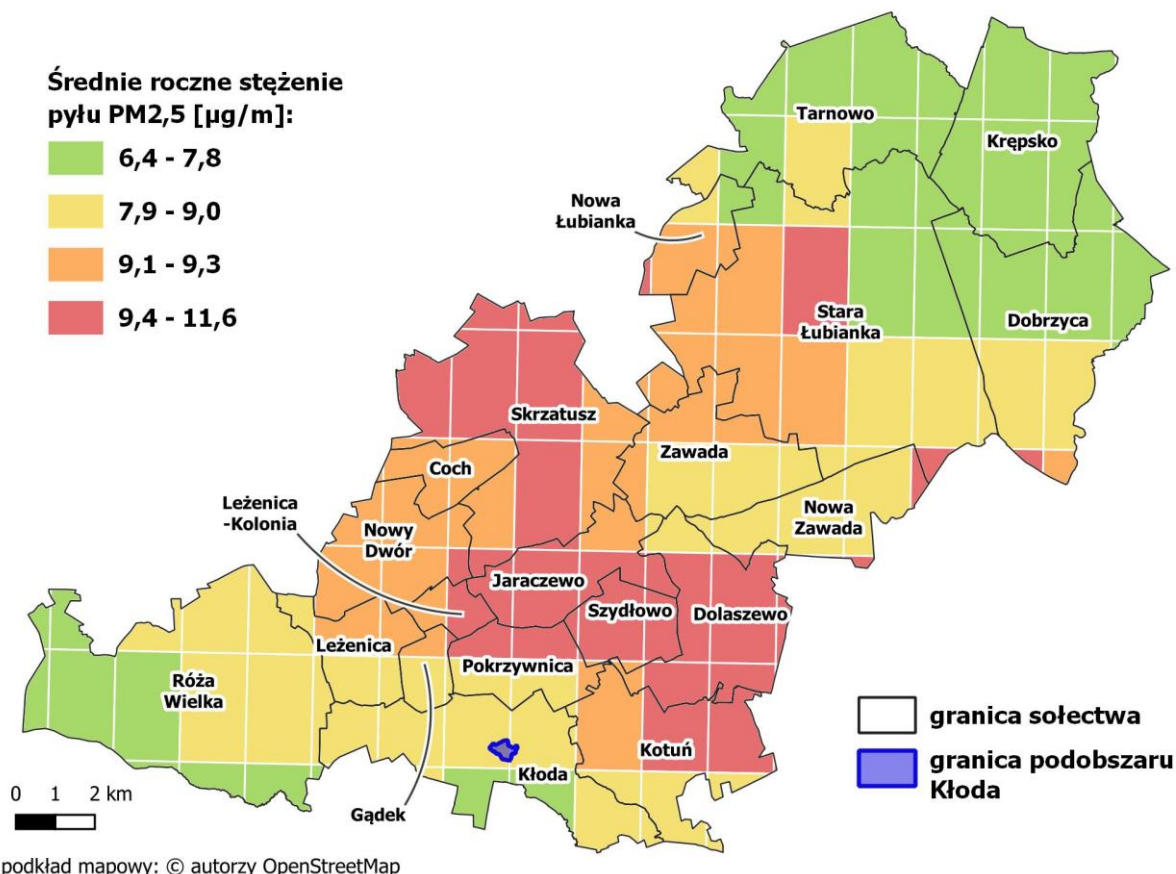 Średnie roczne stężenie
pyłu PM2,5 [µg/m]:
6,4 - 7,8
7,9 - 9,0
9,1 - 9,3
9,4 - 11,6
Tarnowo
Krępsko
Nowa
Łubianka
Stara
Łubianka
Dobrzyca
Skrzatusz
Zawada
Coch
Leżenica
-Kolonia
Nowy
Dwór
Nowa
Zawada
Jaraczewo
Szydłowo
Dolaszewo
Leżenica
Pokrzywnica
Róża
Wielka
Kotuń
Kłoda
Gądek
granica sołectwa
granica podobszaru
Kłoda
0 1 2 km
podkład mapowy: © autorzy OpenStreetMap